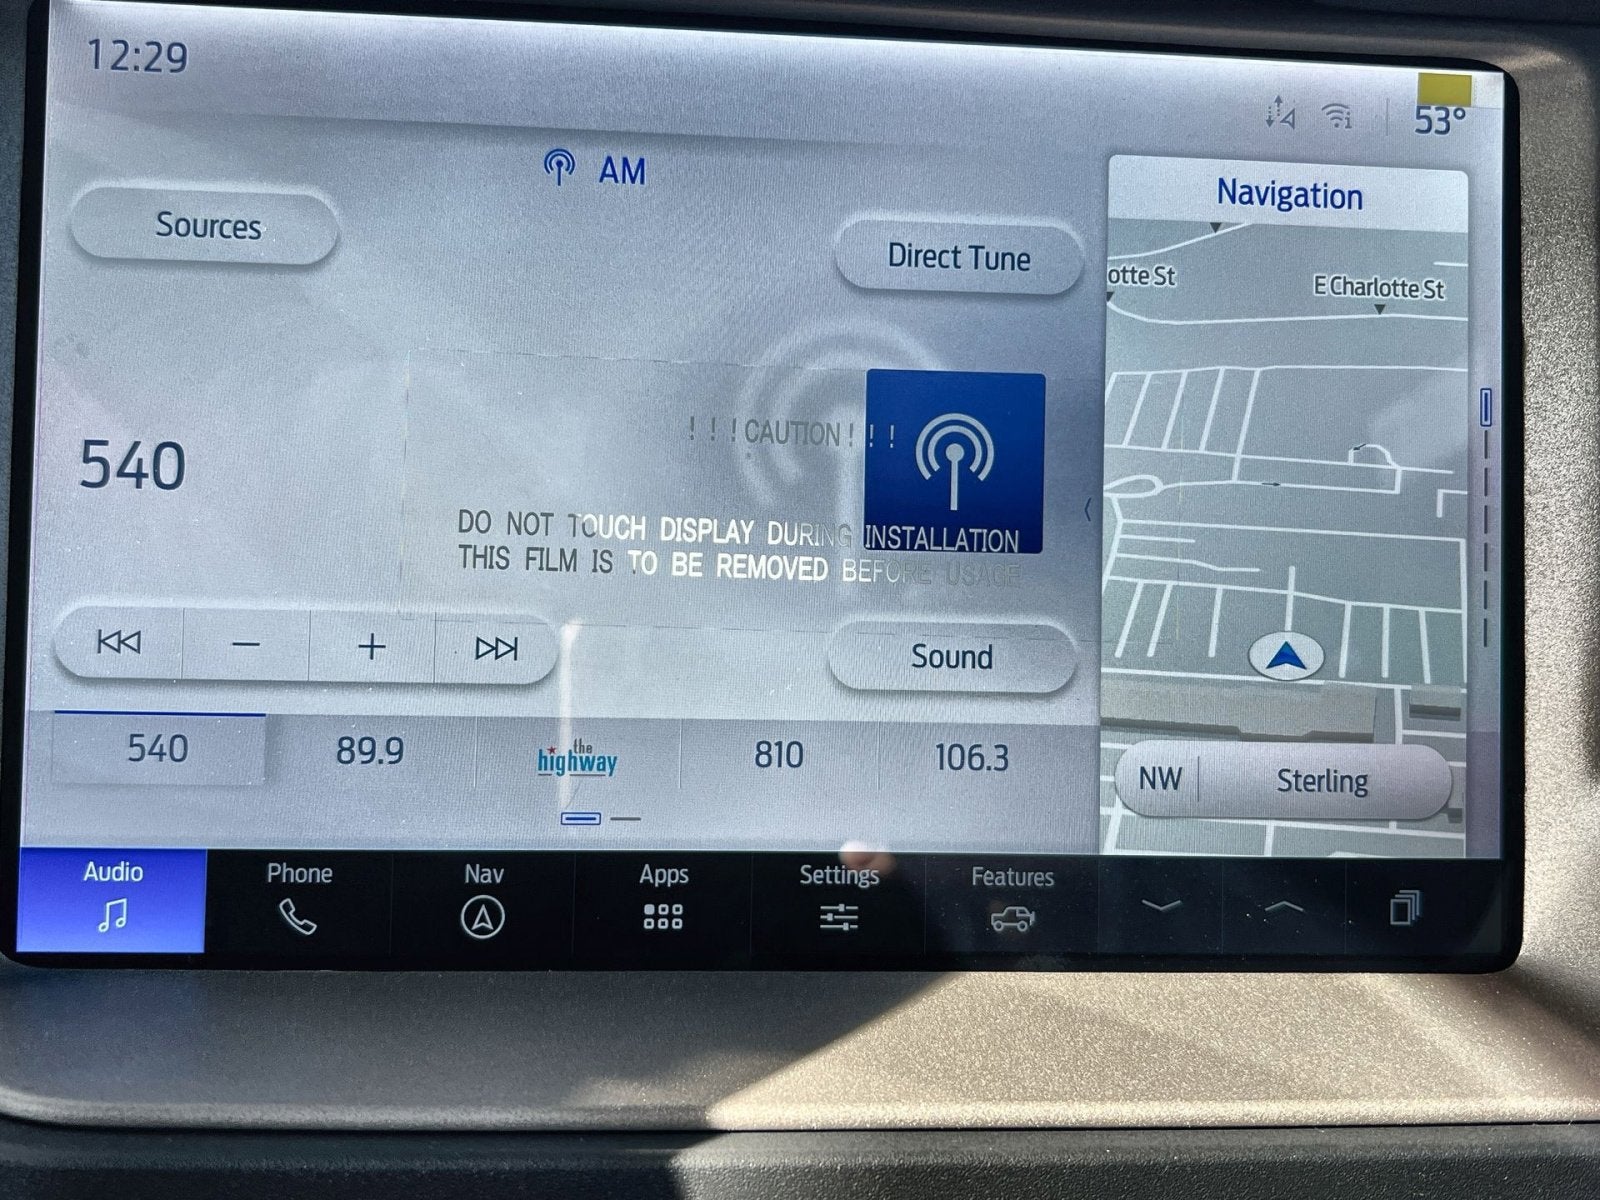 12:29
53°
AM
Navigation
Sources
Direct Tune
otte St
E Charlotte St
!!!CAUTION!!!
540
DO NOT TOUCH DISPLAY DURING INSTALLATION
THIS FILM IS TO BE REMOVED BEFORE USAGE
Sound
540
89.9
the
highway
810
106.3
NW
Sterling
Audio
Phone
Nav
Apps
Settings
Features